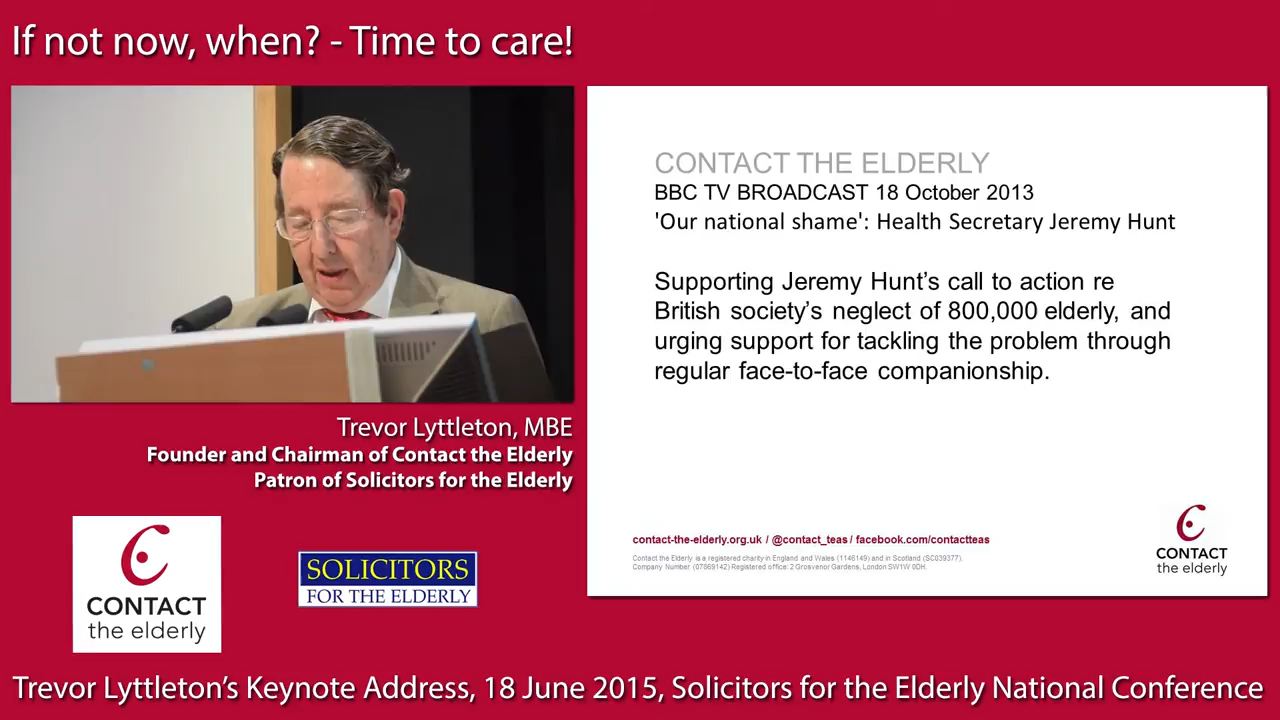 If not now, when? - Time to care!
CONTACT THE ELDERLY
BBC TV BROADCAST 18 October 2013
'Our national shame': Health Secretary Jeremy Hunt
Supporting Jeremy Hunt’s call to action re
British society’s neglect of 800,000 elderly, and
urging support for tackling the problem through
regular face-to-face companionship.
contact-the-elderly.org.uk / @contact_teas / facebook.com/contactteas
Contact the Elderly is a registered charity in England and Wales (1146149) and in Scotland (SC039377).
Company Number (07869142) Registered office: 2 Grosvenor Gardens, London SW1W 0DH.
CONTACT
the elderly
Trevor Lyttleton, MBE
Founder and Chairman of Contact the Elderly
Patron of Solicitors for the Elderly
CONTACT
the elderly
SOLICITORS
FOR THE ELDERLY
Trevor Lyttleton’s Keynote Address, 18 June 2015, Solicitors for the Elderly National Conference